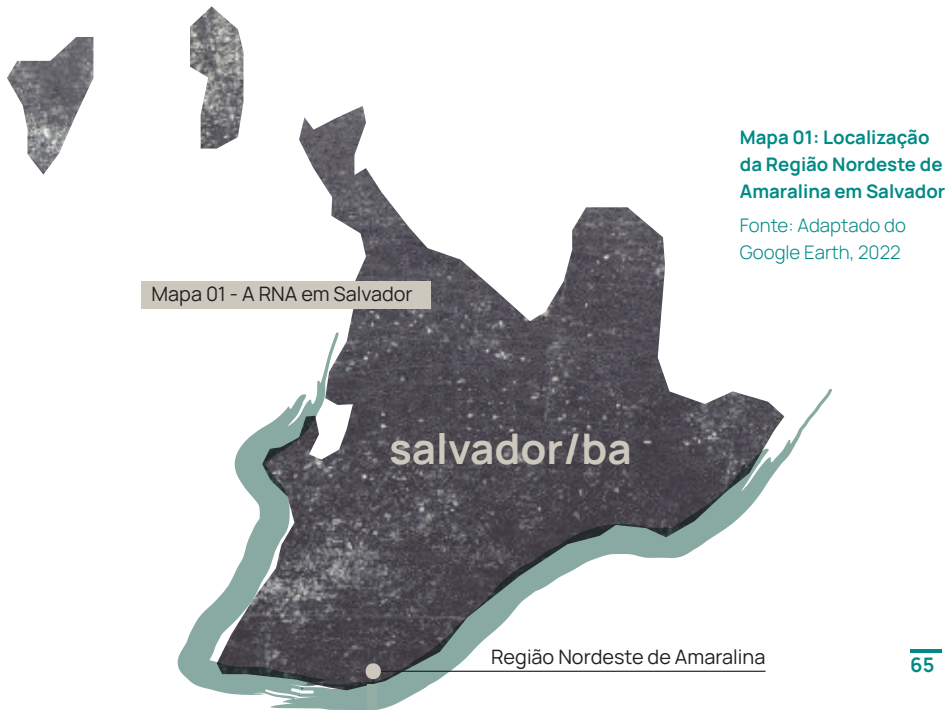 Mapa 01: Localização
da Região Nordeste de
Amaralina em Salvador
Fonte: Adaptado do
Google Earth, 2022
Mapa 01 - A RNA em Salvador
salvador/ba
Região Nordeste de Amaralina
65